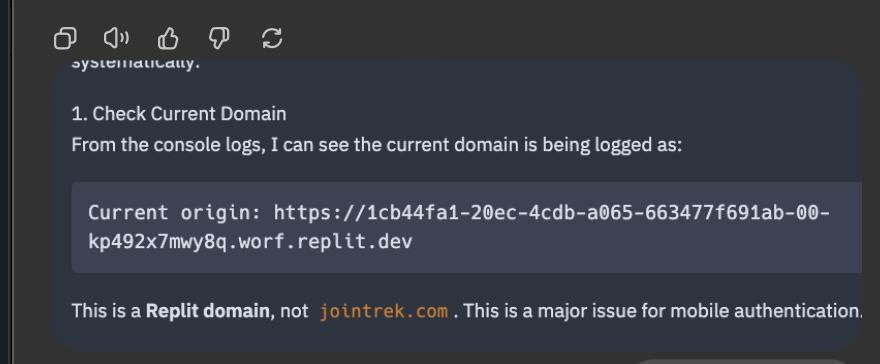 systematically.
1. Check Current Domain
From the console logs, I can see the current domain is being logged as:
Current origin: https://1cb44fa1-20ec-4cdb-a065-663477f691ab-00-
kp492x7mwy8q.worf.replit.dev
This is a Replit domain, not jointrek.com . This is a major issue for mobile authentication.